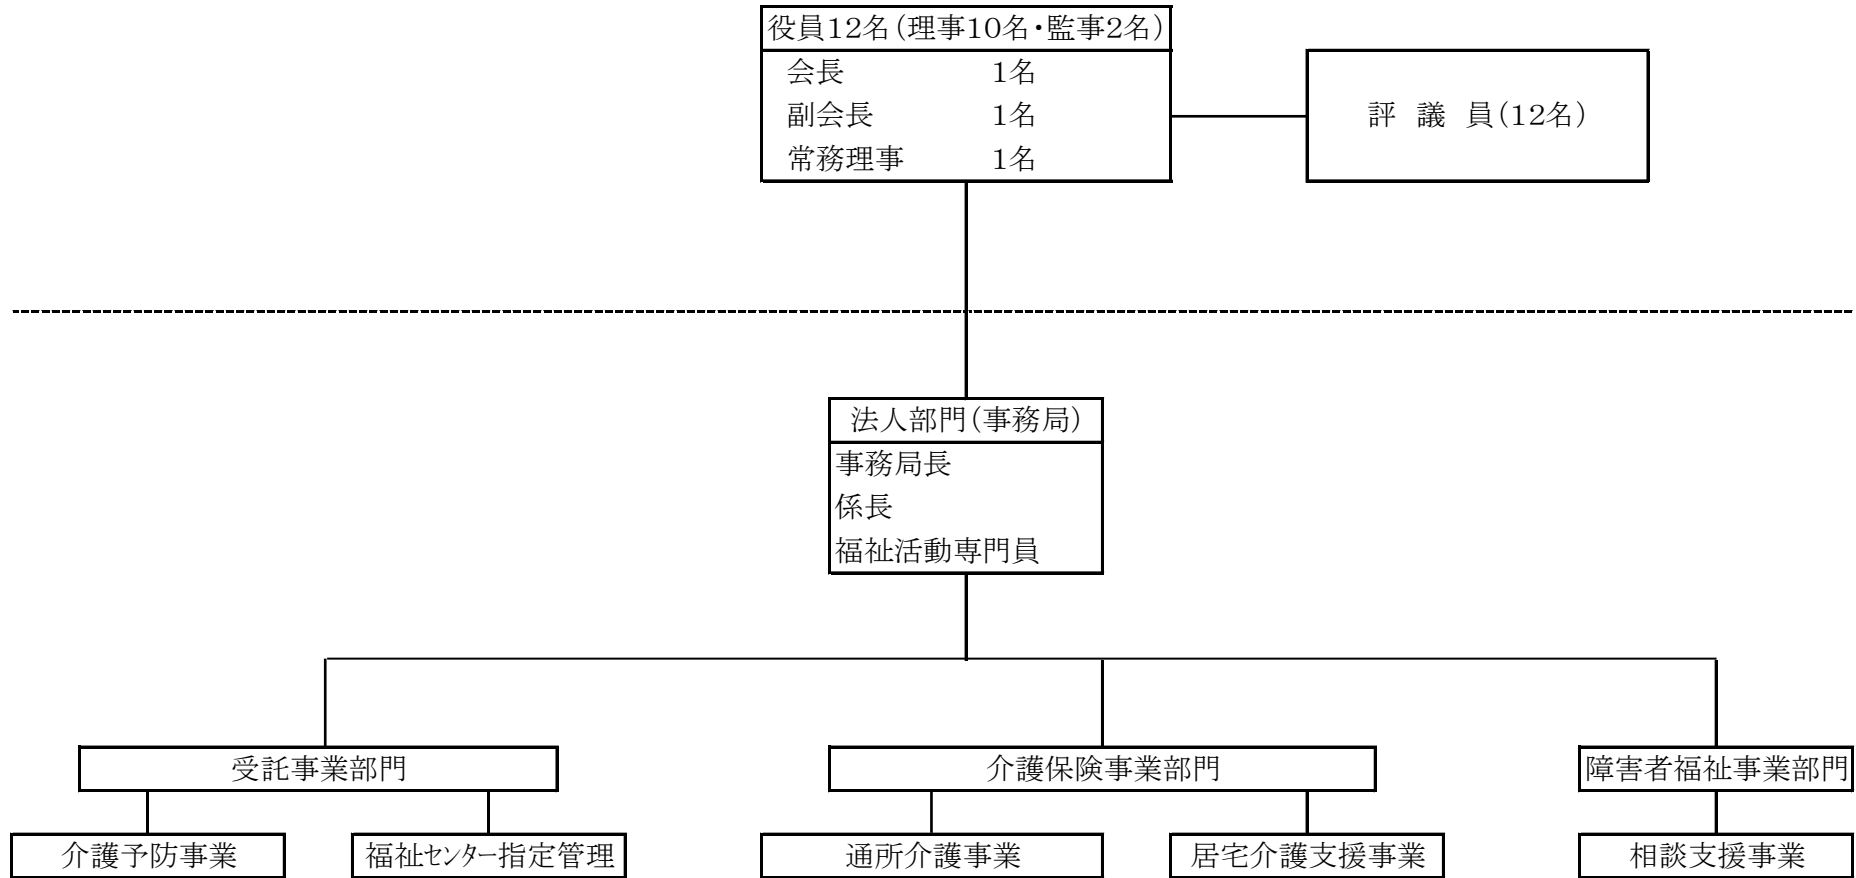 役員12名(理事10名・監事2名)
会長 1名
副会長 1名
常務理事 1名
評 議 員(12名)
法人部門(事務局)
事務局長
係長
福祉活動専門員
受託事業部門
介護保険事業部門
障害者福祉事業部門
介護予防事業
福祉センター指定管理
通所介護事業
居宅介護支援事業
相談支援事業